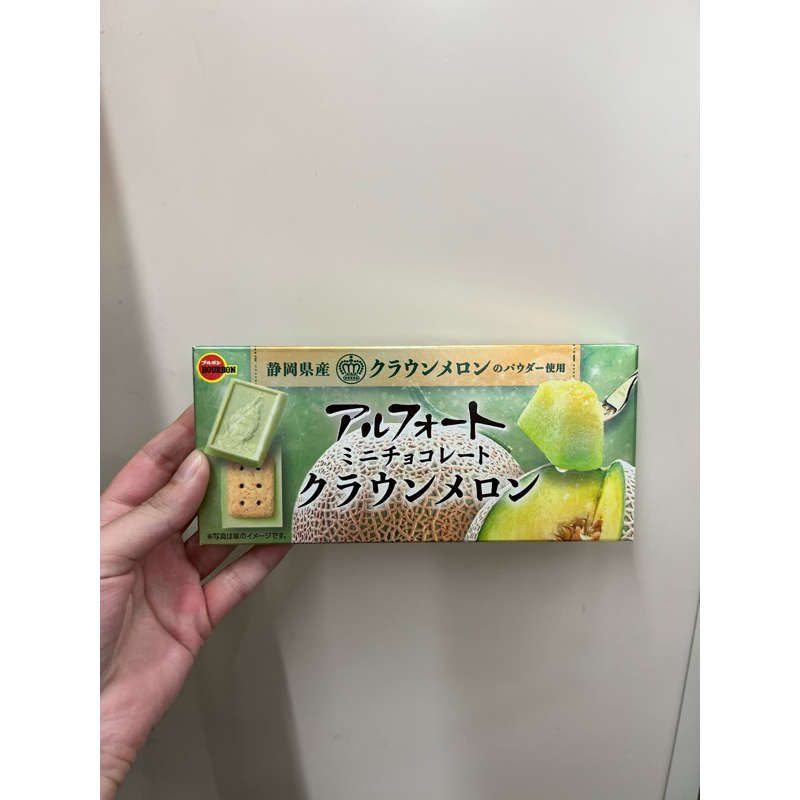 ブルボン
BOURBON
静岡県産 クラウンメロンのパウダー使用
アルフォート
ミニチョコレート
クラウンメロン
※写真は味のイメージです。